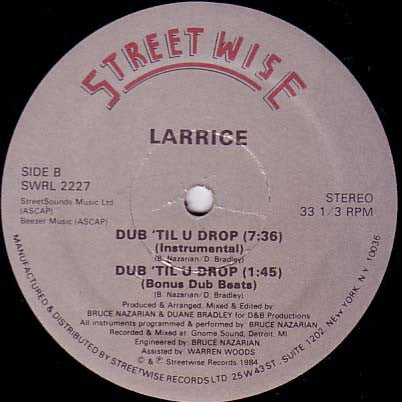 STREETWISE
LARRICE
SIDE B
SWRL 2227
StreetSounds Music Ltd
(ASCAP)
Beezer Music (ASCAP)
STEREO
33 1/3 RPM
DUB 'TIL U DROP (7:36)
(Instrumental)
(B. Nazarian/D. Bradley)
DUB 'TIL U DROP (1:45)
(Bonus Dub Beats)
(B. Nazarian/D. Bradley)
Produced & Arranged, Mixed & Edited by
BRUCE NAZARIAN & DUANE BRADLEY for D&B Productions
All instruments programmed & performed by BRUCE NAZARIAN
Recorded & Mixed at: Gnome Sound, Detroit, MI
Engineered by: BRUCE NAZARIAN
Assisted by: WARREN WOODS
© & ℗ Streetwise Records 1984
MANUFACTURED & DISTRIBUTED BY STREETWISE RECORDS LTD. 25 W 43 ST., SUITE 1202, NEW YORK, N.Y. 10036